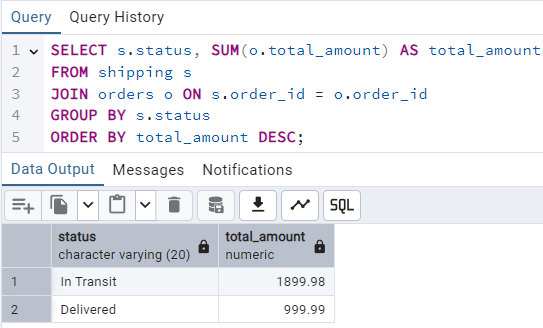 Query Query History
1 SELECT s.status, SUM(o.total_amount) AS total_amount
2 FROM shipping s
3 JOIN orders o ON s.order_id = o.order_id
4 GROUP BY s.status
5 ORDER BY total_amount DESC;
Data Output Messages Notifications
SQL
status total_amount
character varying (20) numeric
1 In Transit 1899.98
2 Delivered 999.99